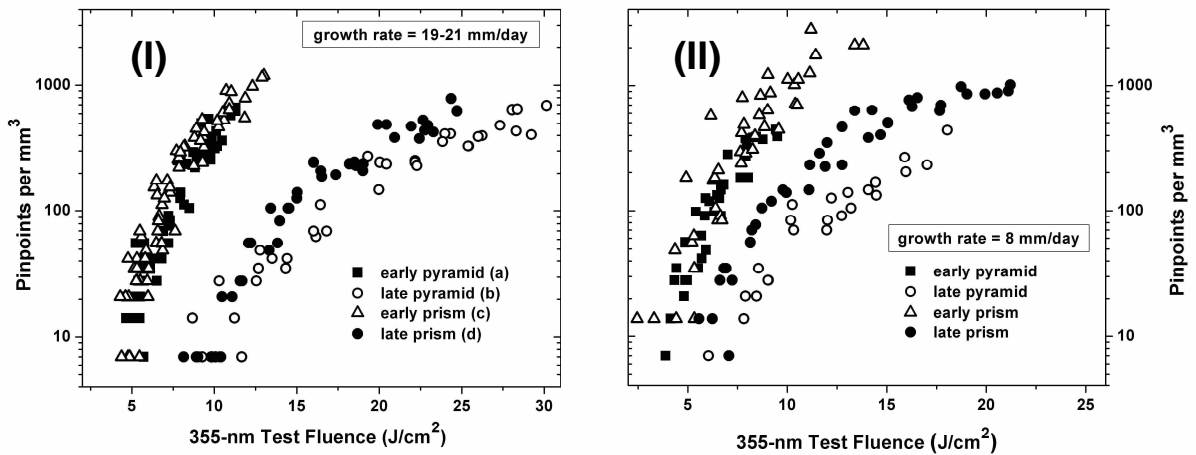 (I)
growth rate = 19-21 mm/day
Pinpoints per mm³
1000
100
10
early pyramid (a)
late pyramid (b)
early prism (c)
late prism (d)
5 10 15 20 25 30
355-nm Test Fluence (J/cm²)
(II)
1000
100
10
Pinpoints per mm³
growth rate = 8 mm/day
early pyramid
late pyramid
early prism
late prism
5 10 15 20 25
355-nm Test Fluence (J/cm²)